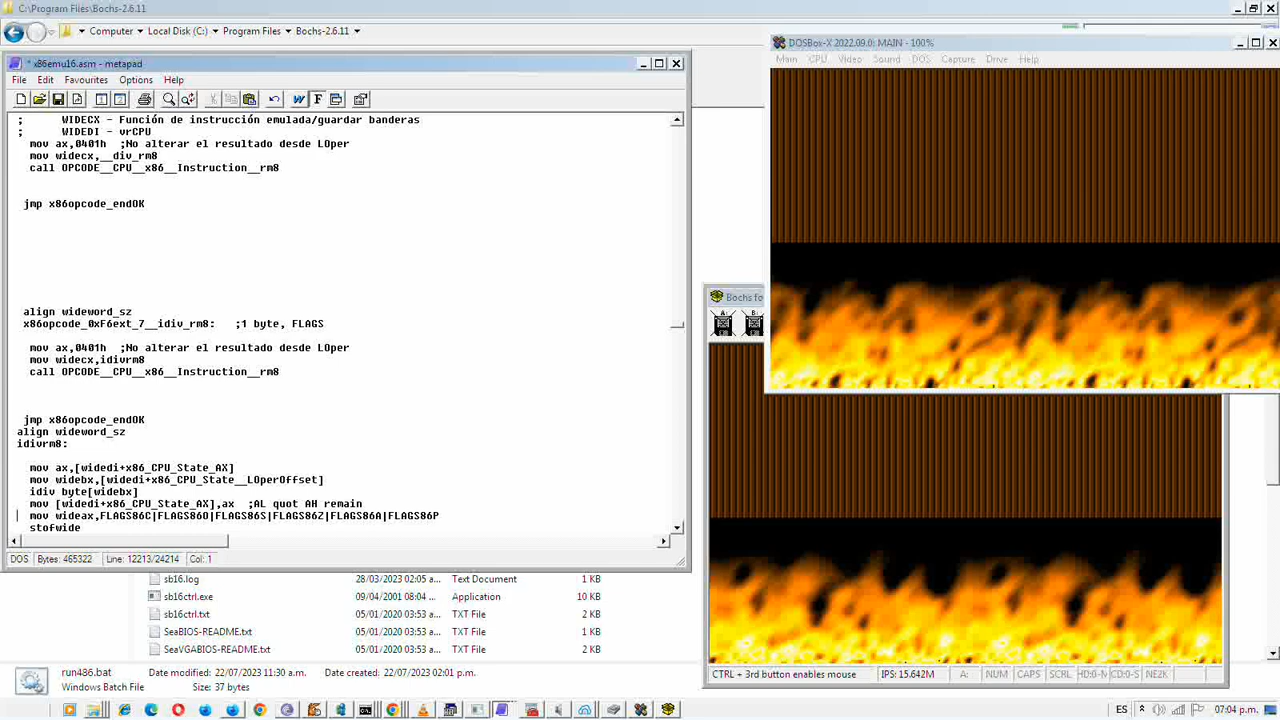 C:\Program Files\Bochs-2.6.11
Computer Local Disk (C:) Program Files Bochs-2.6.11
* x86emu16.asm - metapad
File Edit Favourites Options Help
; WIDECX - Función de instrucción emulada/guardar banderas
; WIDEDI - vrCPU
mov ax,0401h ;No alterar el resultado desde LOper
mov widecx,__div_rm8
call OPCODE__CPU__x86__Instruction__rm8
jmp x86opcode_endOK
align wideword_sz
x86opcode_0xF6ext_7__idiv_rm8: ;1 byte, FLAGS
mov ax,0401h ;No alterar el resultado desde LOper
mov widecx,idivrm8
call OPCODE__CPU__x86__Instruction__rm8
jmp x86opcode_endOK
align wideword_sz
idivrm8:
mov ax,[widedi+x86_CPU_State_AX]
mov widebx,[widedi+x86_CPU_State__LOperOffset]
idiv byte[widebx]
mov [widedi+x86_CPU_State_AX],ax ;AL quot AH remain
mov wideax,FLAGS86C|FLAGS86O|FLAGS86S|FLAGS86Z|FLAGS86A|FLAGS86P
stofwide
DOS Bytes: 465322 Line: 12213/24214 Col: 1
DOSBox-X 2022.09.0: MAIN - 100%
Main CPU Video Sound DOS Capture Drive Help
Bochs fo
A: B:
CTRL + 3rd button enables mouse IPS: 15.642M A: NUM CAPS SCRL HD:0-M CD:0-S NE2K
sb16.log 28/03/2023 02:05 a... Text Document 1 KB
sb16ctrl.exe 09/04/2001 08:04 ... Application 10 KB
sb16ctrl.txt 05/01/2020 03:53 a... TXT File 2 KB
SeaBIOS-README.txt 05/01/2020 03:53 a... TXT File 1 KB
SeaVGABIOS-README.txt 05/01/2020 03:53 a... TXT File 1 KB
run486.bat Date modified: 22/07/2023 11:30 a.m. Date created: 22/07/2023 02:01 p.m.
Windows Batch File Size: 37 bytes
ES 07:04 p.m.